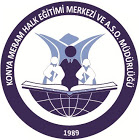 KONYA MERAM HALK EĞİTİMİ MERKEZİ VE A.S.O. MÜDÜRLÜĞÜ
1989